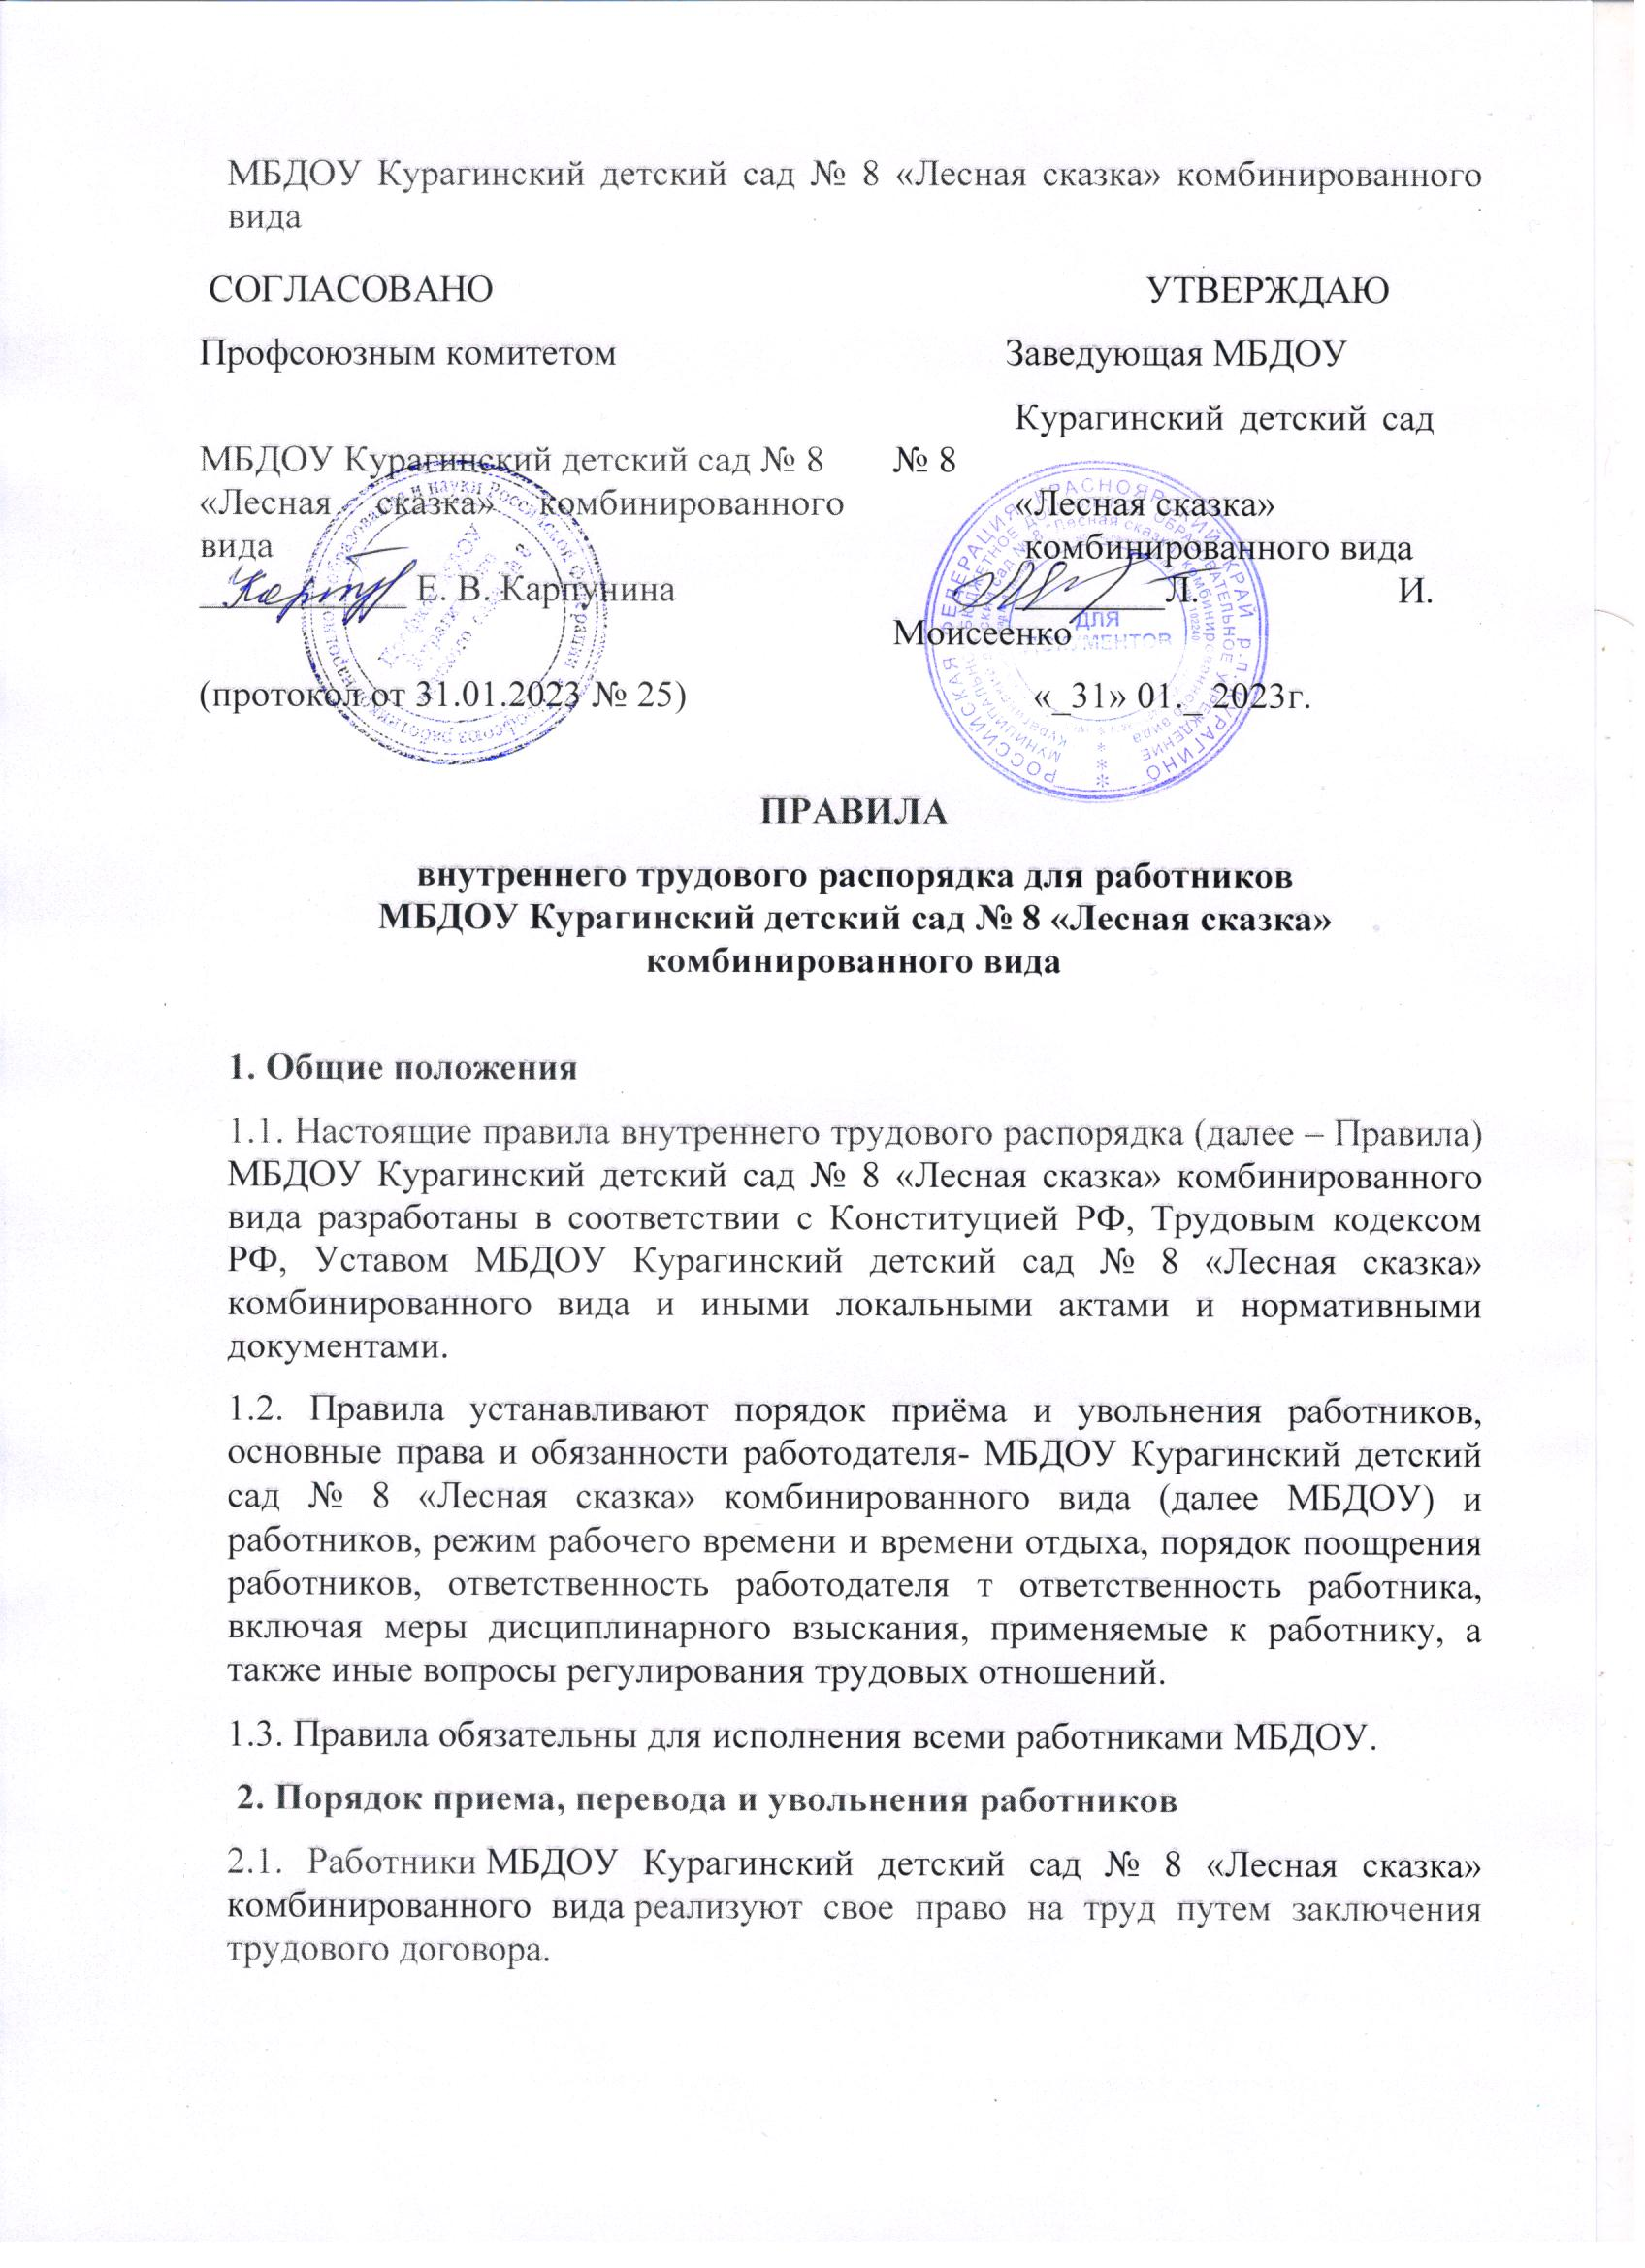 МБДОУ Курагинский детский сад № 8 «Лесная сказка» комбинированного
вида
СОГЛАСОВАНО
Профсоюзным комитетом
МБДОУ Курагинский детский сад № 8
«Лесная сказка» комбинированного
вида
____________ Е. В. Карпунина
(протокол от 31.01.2023 № 25)
УТВЕРЖДАЮ
Заведующая МБДОУ
Курагинский детский сад
№ 8
«Лесная сказка»
комбинированного вида
_________Л. И.
Моисеенко
«_31» 01._ 2023г.
РОССИЙСКАЯ ФЕДЕРАЦИЯ КРАСНОЯРСКИЙ КРАЙ р.п. КУРАГИНО
ДЛЯ
ДОКУМЕНТОВ
ПРАВИЛА
внутреннего трудового распорядка для работников
МБДОУ Курагинский детский сад № 8 «Лесная сказка»
комбинированного вида
1. Общие положения
1.1. Настоящие правила внутреннего трудового распорядка (далее – Правила)
МБДОУ Курагинский детский сад № 8 «Лесная сказка» комбинированного
вида разработаны в соответствии с Конституцией РФ, Трудовым кодексом
РФ, Уставом МБДОУ Курагинский детский сад № 8 «Лесная сказка»
комбинированного вида и иными локальными актами и нормативными
документами.
1.2. Правила устанавливают порядок приёма и увольнения работников,
основные права и обязанности работодателя- МБДОУ Курагинский детский
сад № 8 «Лесная сказка» комбинированного вида (далее МБДОУ) и
работников, режим рабочего времени и времени отдыха, порядок поощрения
работников, ответственность работодателя т ответственность работника,
включая меры дисциплинарного взыскания, применяемые к работнику, а
также иные вопросы регулирования трудовых отношений.
1.3. Правила обязательны для исполнения всеми работниками МБДОУ.
2. Порядок приема, перевода и увольнения работников
2.1. Работники МБДОУ Курагинский детский сад № 8 «Лесная сказка»
комбинированного вида реализуют свое право на труд путем заключения
трудового договора.